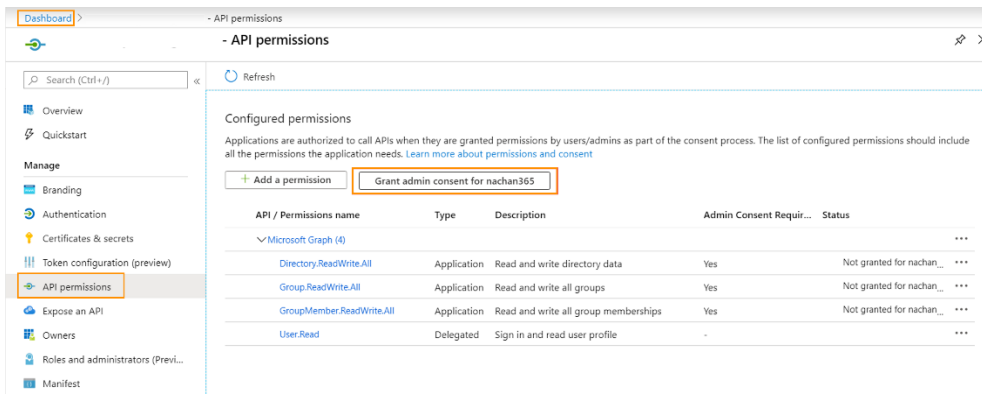 Dashboard >
- API permissions
- API permissions
Search (Ctrl+/)
«
Refresh
Overview
Quickstart
Manage
Branding
Authentication
Certificates & secrets
Token configuration (preview)
API permissions
Expose an API
Owners
Roles and administrators (Previ...
Manifest
Configured permissions
Applications are authorized to call APIs when they are granted permissions by users/admins as part of the consent process. The list of configured permissions should include
all the permissions the application needs. Learn more about permissions and consent
+ Add a permission
Grant admin consent for nachan365
API / Permissions name Type Description Admin Consent Requir... Status
Microsoft Graph (4) ...
Directory.ReadWrite.All Application Read and write directory data Yes Not granted for nachan... ...
Group.ReadWrite.All Application Read and write all groups Yes Not granted for nachan... ...
GroupMember.ReadWrite.All Application Read and write all group memberships Yes Not granted for nachan... ...
User.Read Delegated Sign in and read user profile - ...